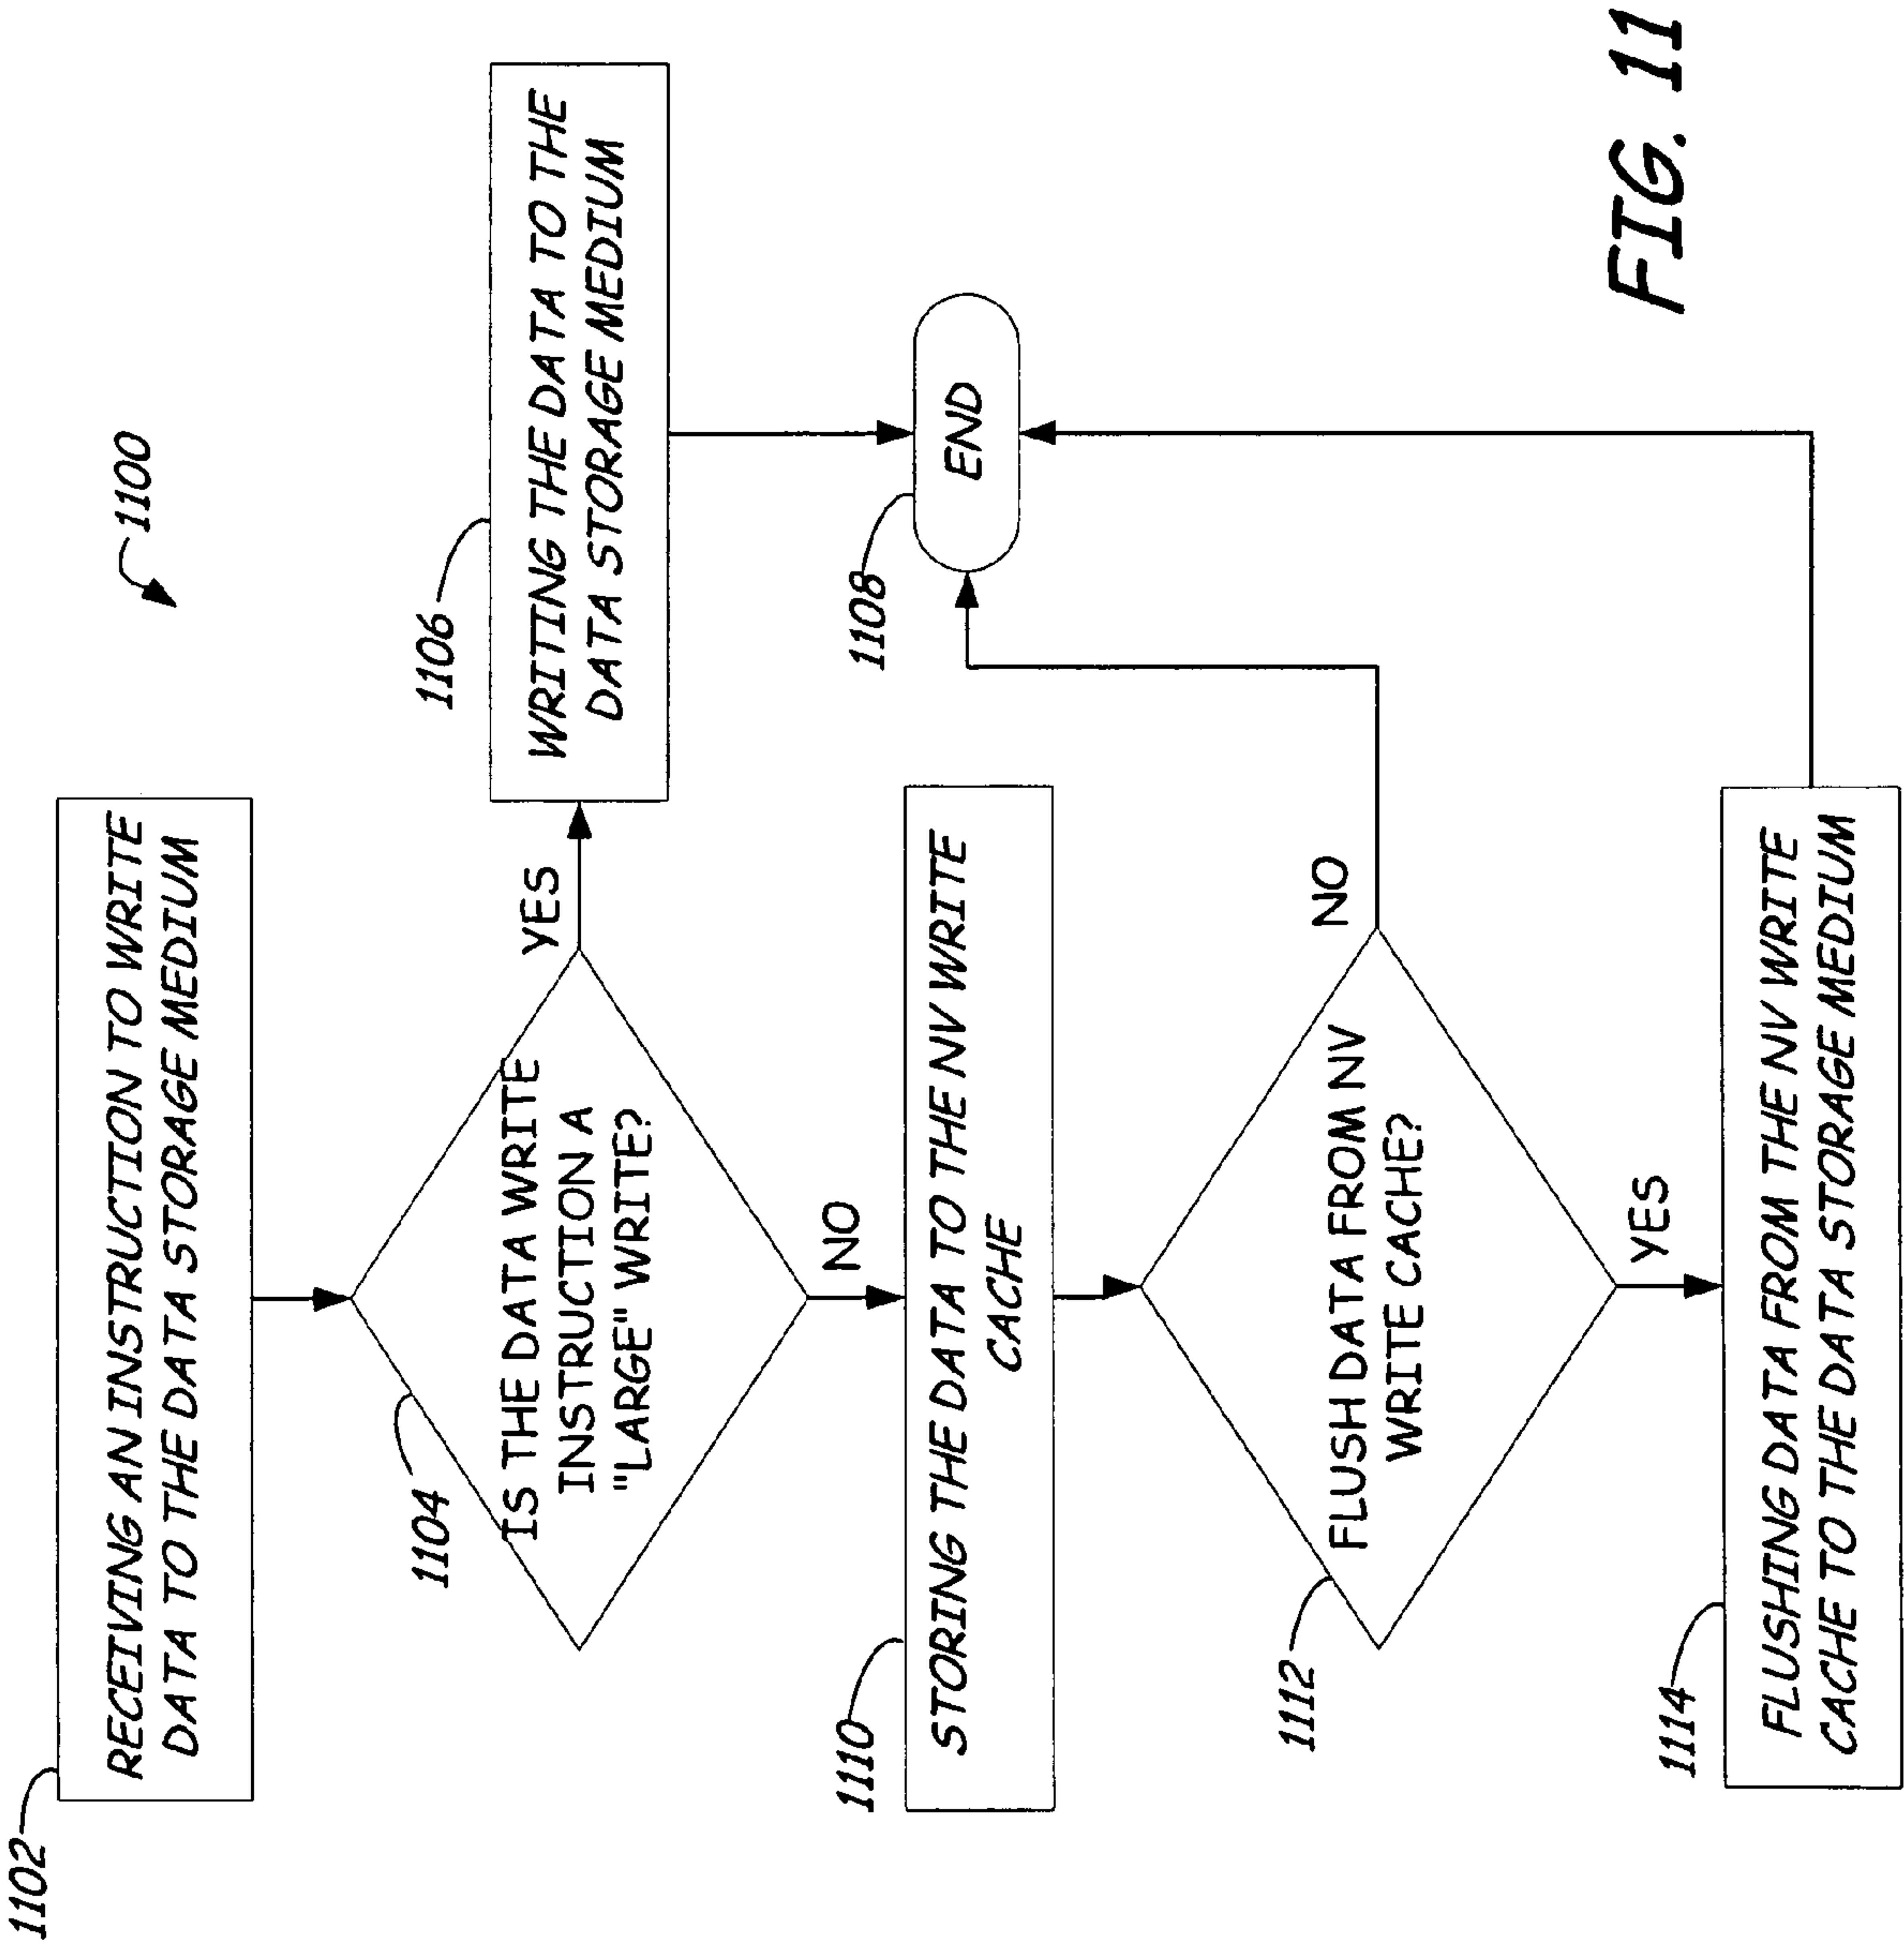 1100
1102
RECEIVING AN INSTRUCTION TO WRITE
DATA TO THE DATA STORAGE MEDIUM
1104
IS THE DATA WRITE
INSTRUCTION A
"LARGE" WRITE?
YES
1106
WRITING THE DATA TO THE
DATA STORAGE MEDIUM
NO
1110
STORING THE DATA TO THE NV WRITE
CACHE
1108
END
1112
FLUSH DATA FROM NV
WRITE CACHE?
NO
YES
1114
FLUSHING DATA FROM THE NV WRITE
CACHE TO THE DATA STORAGE MEDIUM
FIG. 11